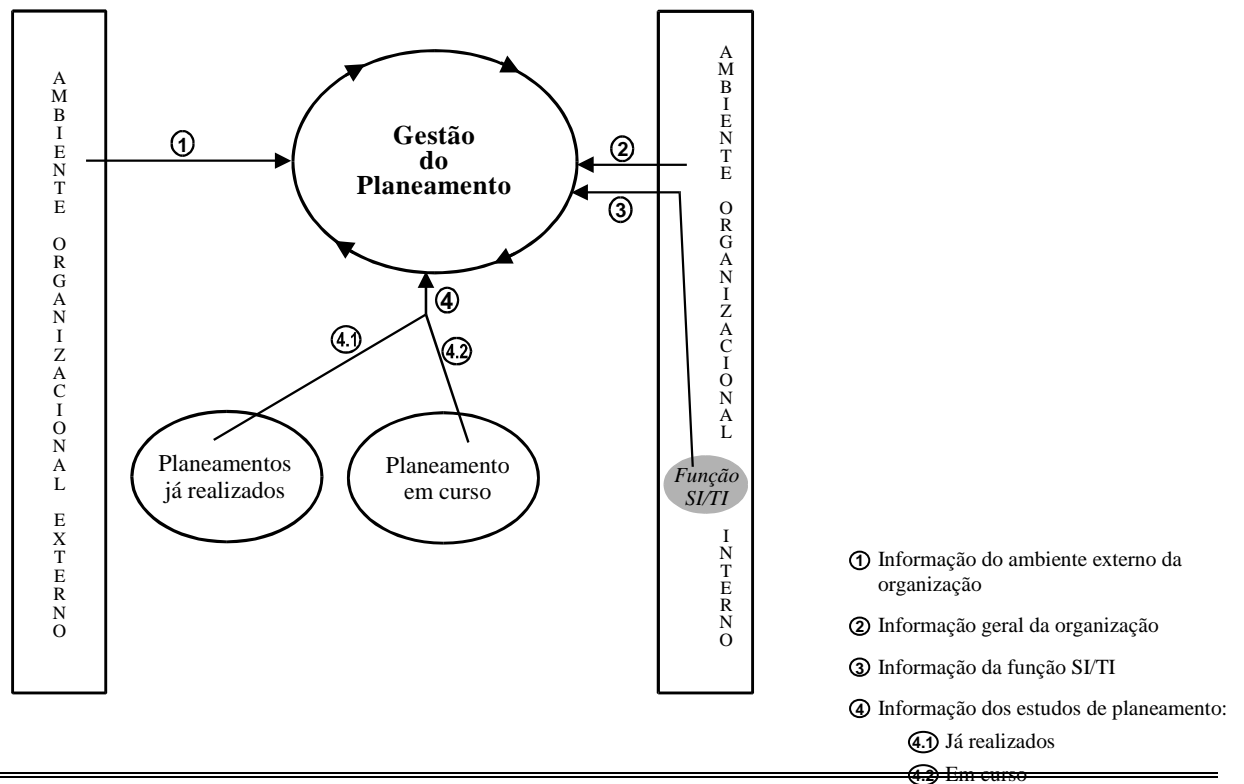 AMBIENTE ORGANIZACIONAL EXTERNO
1
Gestão
do
Planeamento
2
3
4
4.1
4.2
Planeamentos
já realizados
Planeamento
em curso
AMBIENTE ORGANIZACIONAL INTERNO
Função
SI/TI
1 Informação do ambiente externo da
organização
2 Informação geral da organização
3 Informação da função SI/TI
4 Informação dos estudos de planeamento:
4.1 Já realizados
4.2 Em curso